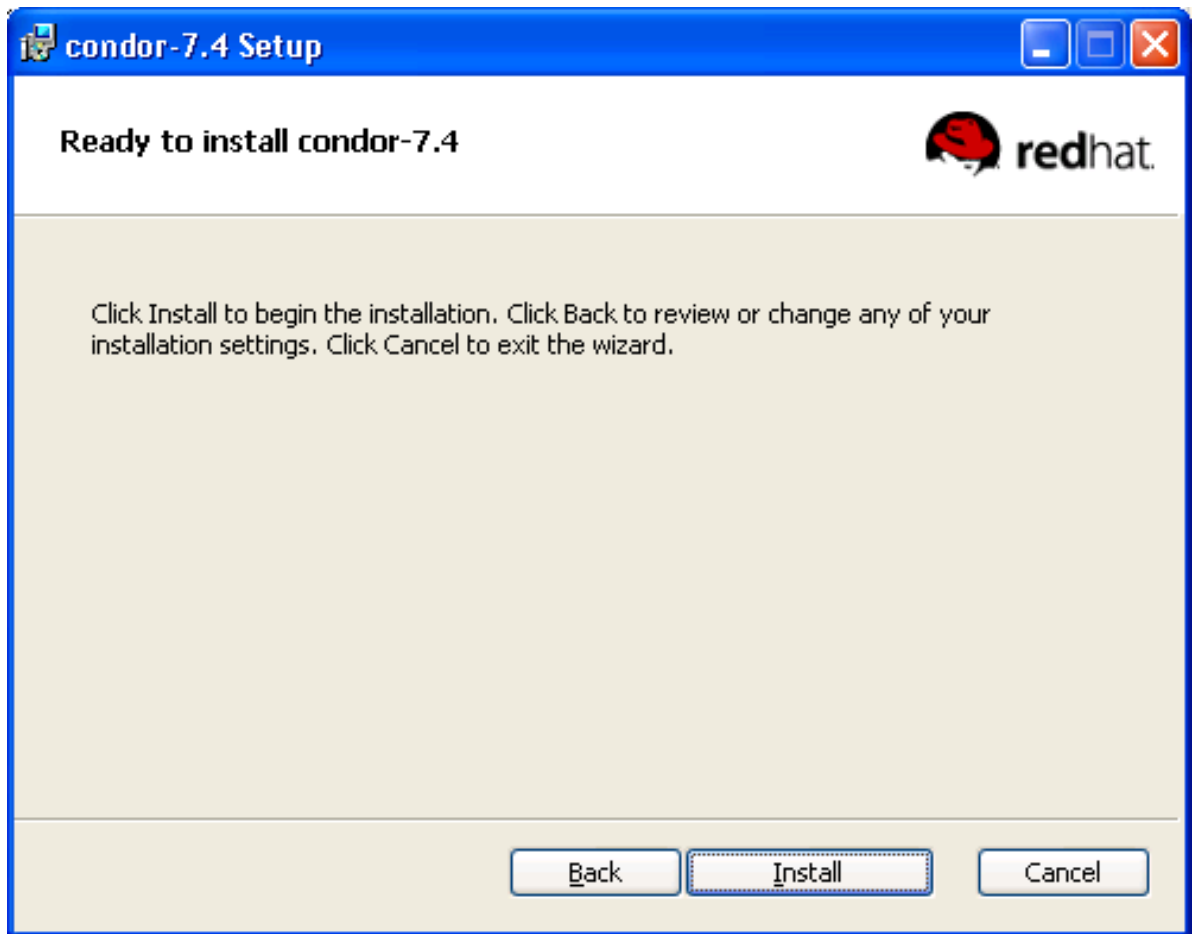 condor-7.4 Setup
Ready to install condor-7.4
redhat.
Click Install to begin the installation. Click Back to review or change any of your
installation settings. Click Cancel to exit the wizard.
Back Install Cancel